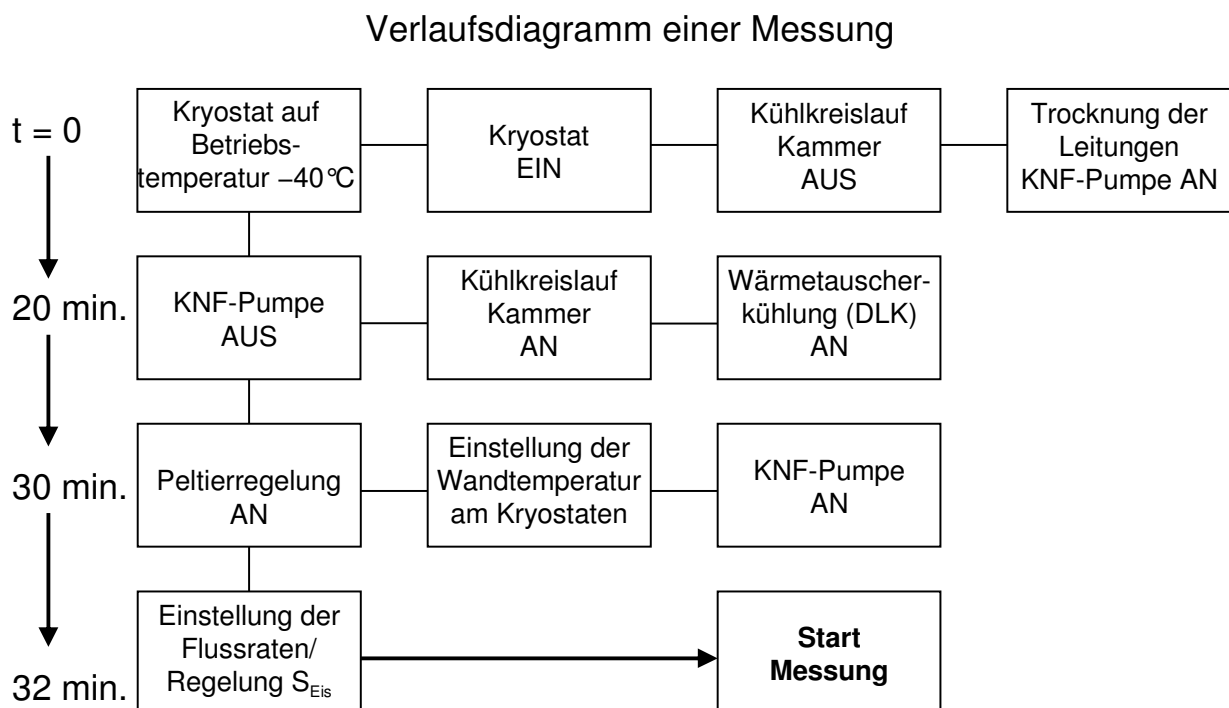 Verlaufsdiagramm einer Messung
t = 0
Kryostat auf
Betriebs-
temperatur –40°C
Kryostat
EIN
Kühlkreislauf
Kammer
AUS
Trocknung der
Leitungen
KNF-Pumpe AN
20 min.
KNF-Pumpe
AUS
Kühlkreislauf
Kammer
AN
Wärmetauscher-
kühlung (DLK)
AN
30 min.
Peltierregelung
AN
Einstellung der
Wandtemperatur
am Kryostaten
KNF-Pumpe
AN
32 min.
Einstellung der
Flussraten/
Regelung S_Eis
Start
Messung